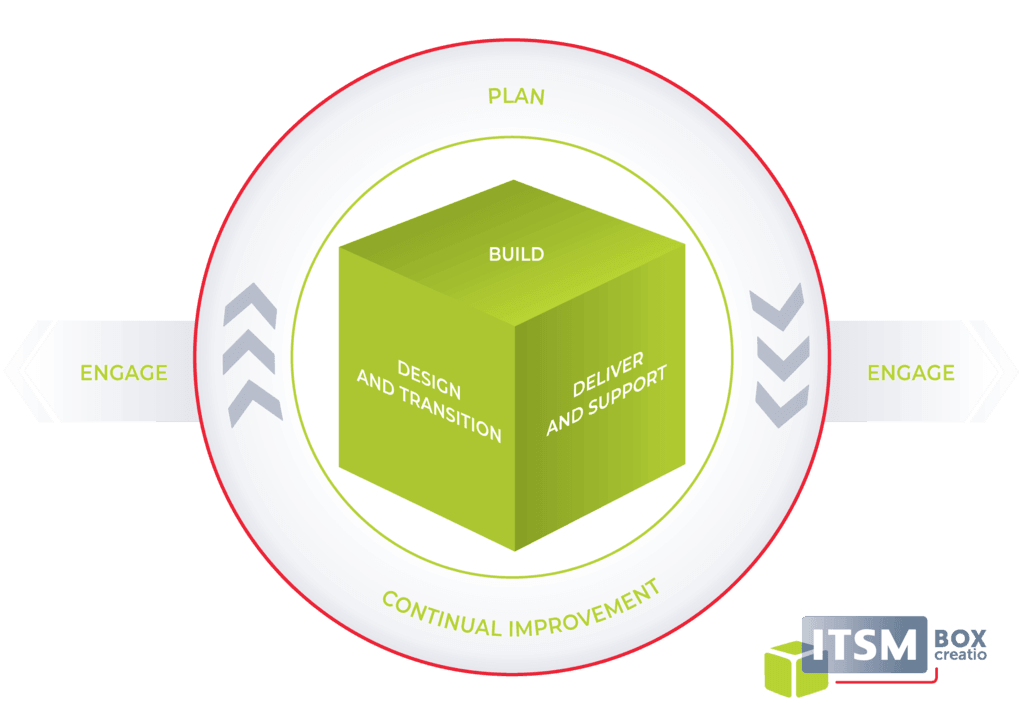 PLAN
BUILD
ENGAGE
DESIGN
AND TRANSITION
DELIVER
AND SUPPORT
ENGAGE
CONTINUAL IMPROVEMENT
ITSM BOX
creatio